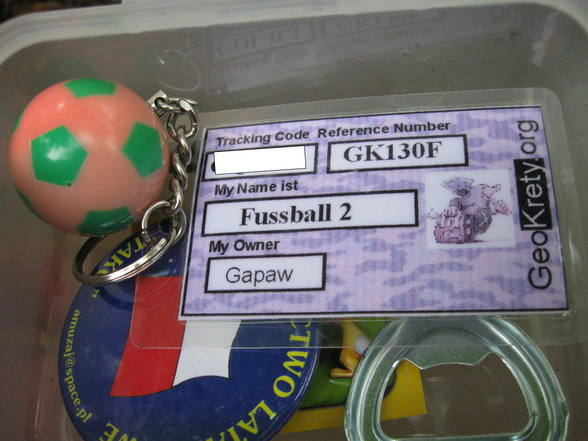 Tracking Code Reference Number
GK130F
My Name ist
Fussball 2
My Owner
Gapaw
GeoKrety.org
amuzaj@space.pl